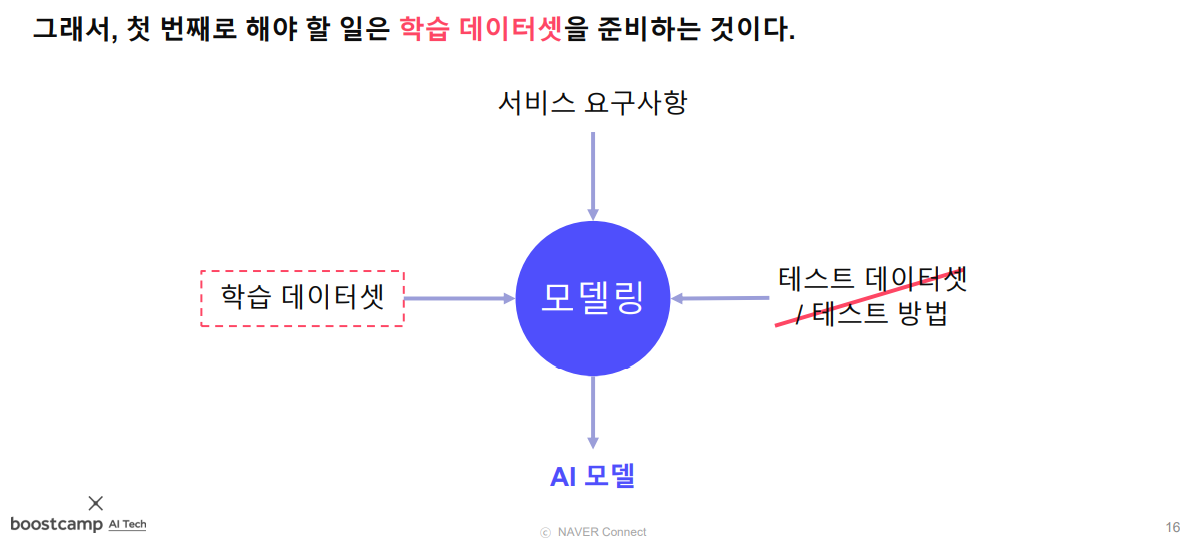 그래서, 첫 번째로 해야 할 일은 학습 데이터셋을 준비하는 것이다.
서비스 요구사항
학습 데이터셋
모델링
테스트 데이터셋
/ 테스트 방법
AI 모델
boostcamp AI Tech
ⓒ NAVER Connect
16